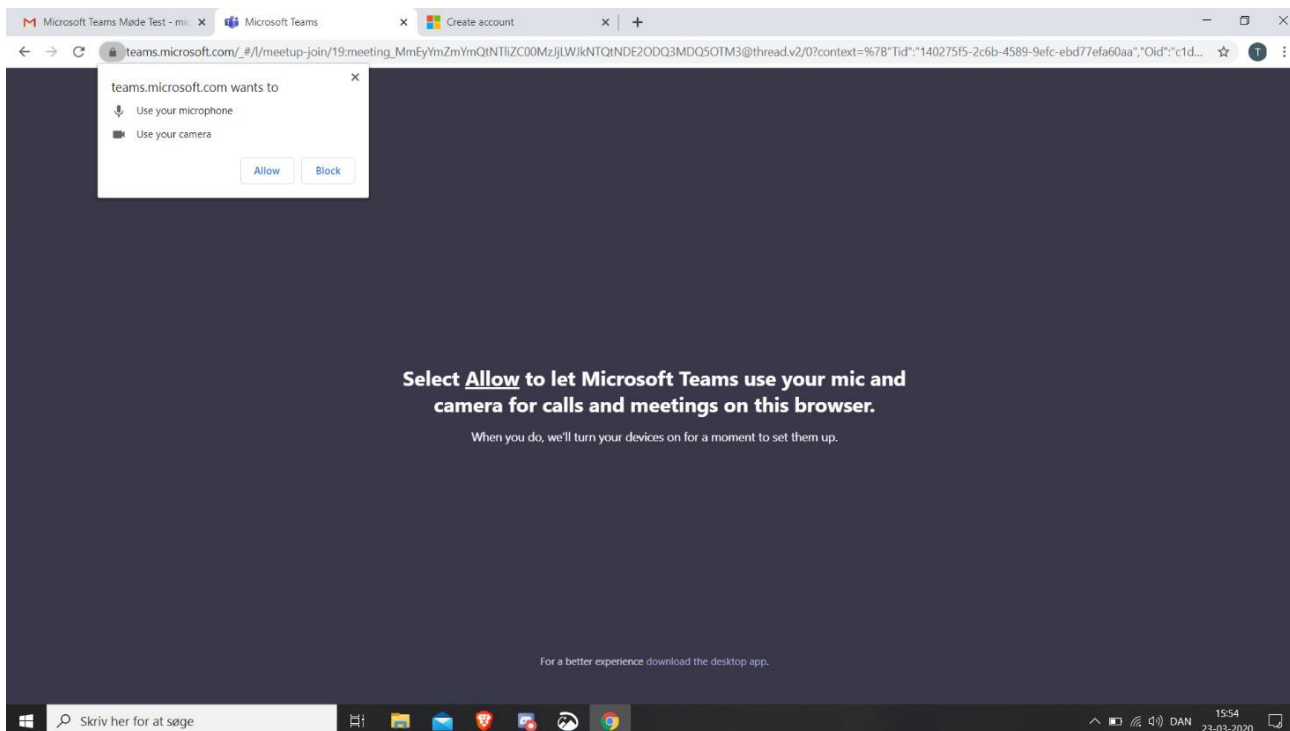 Microsoft Teams Møde Test - mic
Microsoft Teams
Create account
teams.microsoft.com/_#/l/meetup-join/19:meeting_MmEyYmZmYmQtNTliZC00MzJjLWJkNTQtNDE2ODQ3MDQ5OTM3@thread.v2/0?context=%7B"Tid":"140275f5-2c6b-4589-9efc-ebd77efa60aa","Oid":"c1d...
T
teams.microsoft.com wants to
Use your microphone
Use your camera
Allow Block
Select Allow to let Microsoft Teams use your mic and
camera for calls and meetings on this browser.
When you do, we'll turn your devices on for a moment to set them up.
For a better experience download the desktop app.
Skriv her for at søge
DAN
15:54
23-03-2020